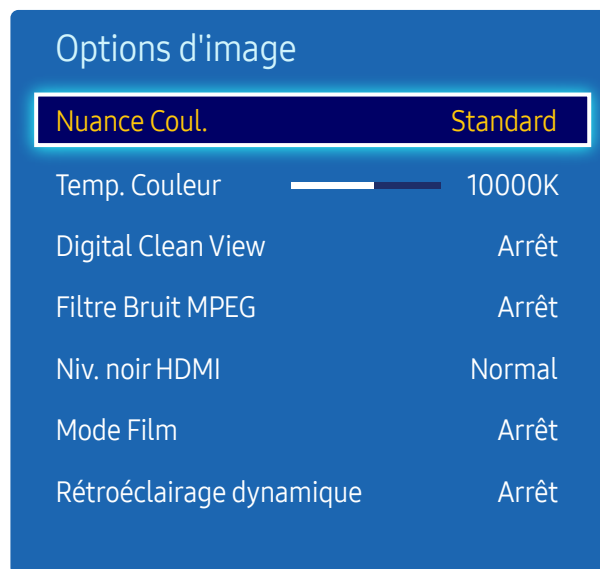 Options d'image
Nuance Coul. Standard
Temp. Couleur 10000K
Digital Clean View Arrêt
Filtre Bruit MPEG Arrêt
Niv. noir HDMI Normal
Mode Film Arrêt
Rétroéclairage dynamique Arrêt